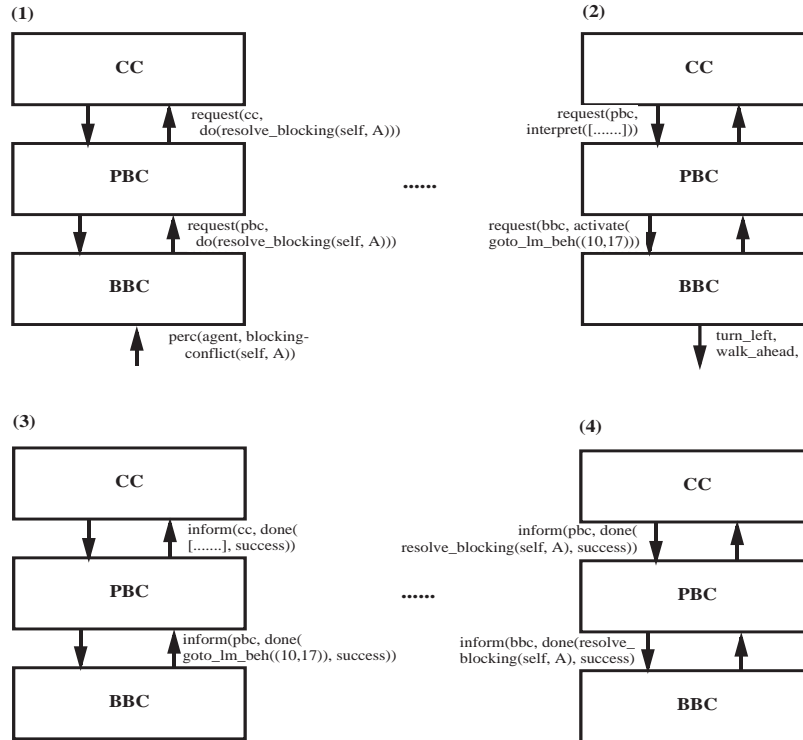 (1)
CC
request(cc,
do(resolve_blocking(self, A)))
PBC
request(pbc,
do(resolve_blocking(self, A)))
BBC
perc(agent, blocking-
conflict(self, A))
......
(2)
CC
request(pbc,
interpret([.......]))
PBC
request(bbc, activate(
goto_lm_beh((10,17)))
BBC
turn_left,
walk_ahead,
(3)
CC
inform(cc, done(
[.......], success))
PBC
inform(pbc, done(
goto_lm_beh((10,17)), success))
BBC
......
(4)
CC
inform(pbc, done(
resolve_blocking(self, A), success))
PBC
inform(bbc, done(resolve_
blocking(self, A), success)
BBC